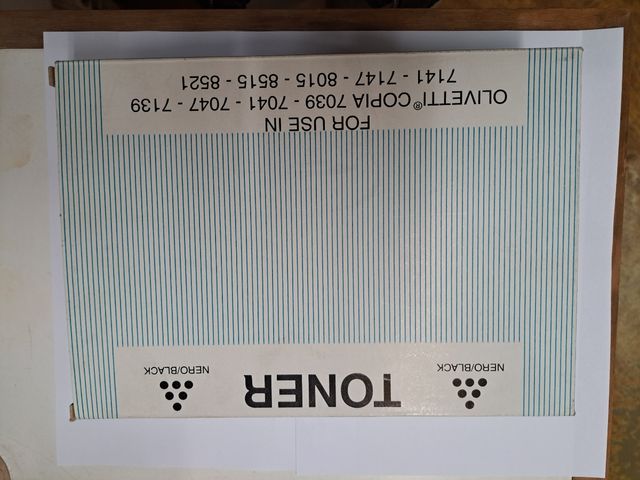 TONER
NERO/BLACK
NERO/BLACK
FOR USE IN
OLIVETTI® COPIA 7039 - 7041 - 7047 - 7139
7141 - 7147 - 8015 - 8515 - 8521